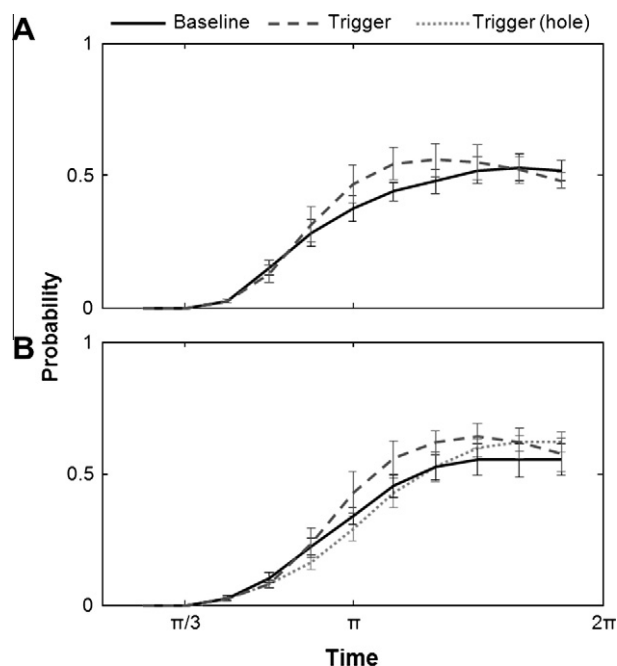 A
Baseline Trigger Trigger (hole)
1
0.5
0
Probability
B
1
0.5
0
π/3 π 2π
Time